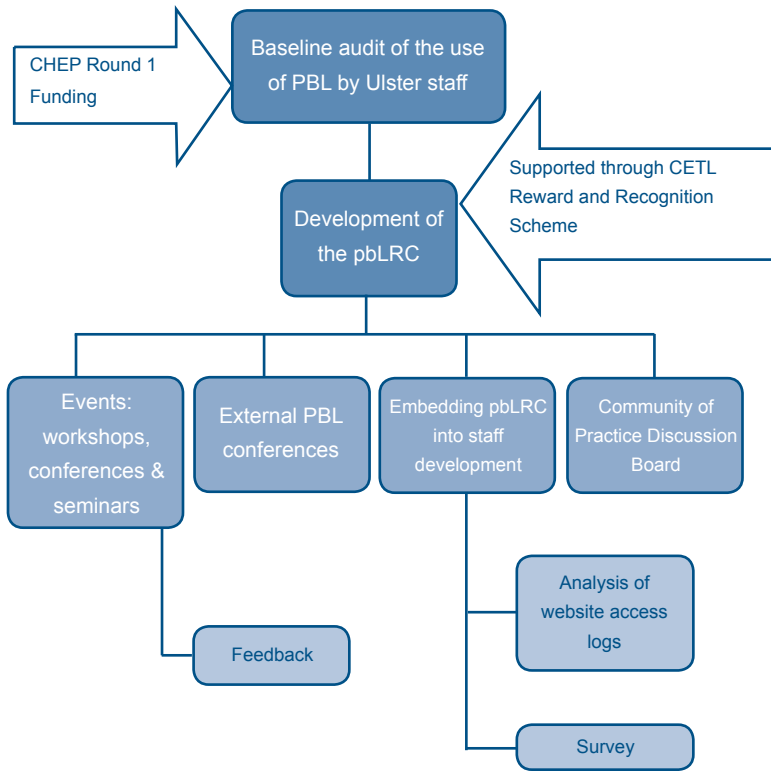 CHEP Round 1
Funding
Baseline audit of the use
of PBL by Ulster staff
Supported through CETL
Reward and Recognition
Scheme
Development of
the pbLRC
Events:
workshops,
conferences &
seminars
External PBL
conferences
Embedding pbLRC
into staff
development
Community of
Practice Discussion
Board
Analysis of
website access
logs
Feedback
Survey